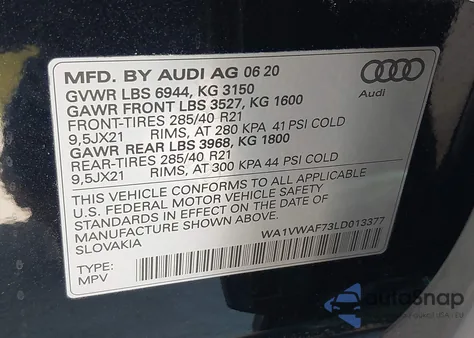 MFD. BY AUDI AG 06 20
GVWR LBS 6944, KG 3150
GAWR FRONT LBS 3527, KG 1600
FRONT-TIRES 285/40 R21
9,5JX21 RIMS, AT 280 KPA 41 PSI COLD
GAWR REAR LBS 3968, KG 1800
REAR-TIRES 285/40 R21
9,5JX21 RIMS, AT 300 KPA 44 PSI COLD
THIS VEHICLE CONFORMS TO ALL APPLICABLE
U.S. FEDERAL MOTOR VEHICLE SAFETY
STANDARDS IN EFFECT ON THE DATE OF
MANUFACTURE SHOWN ABOVE.
SLOVAKIA
WA1VWAF73LD013377
TYPE:
MPV
Audi
autoSnap